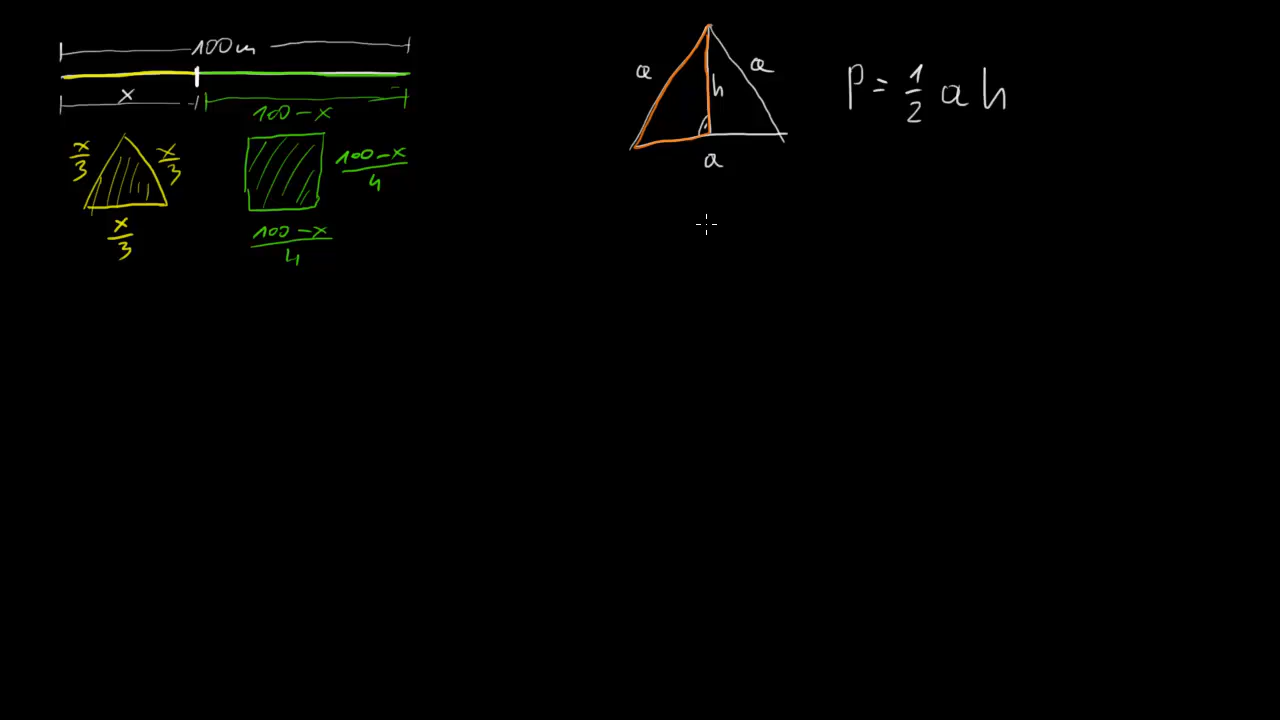 100m
x
100-x
x/3
x/3
x/3
100-x/4
100-x/4
a
a
h
a
P = 1/2 a h